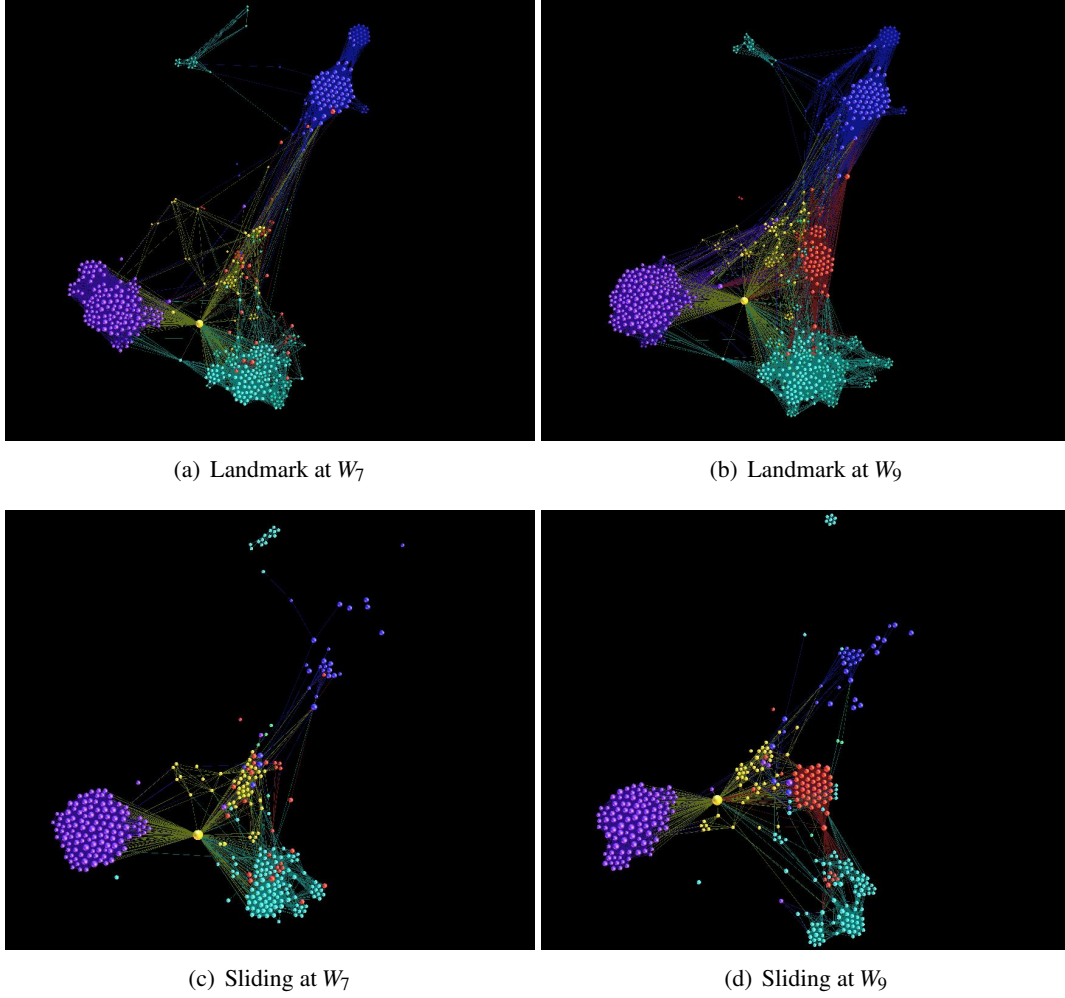 (a) Landmark at W7
(b) Landmark at W9
(c) Sliding at W7
(d) Sliding at W9